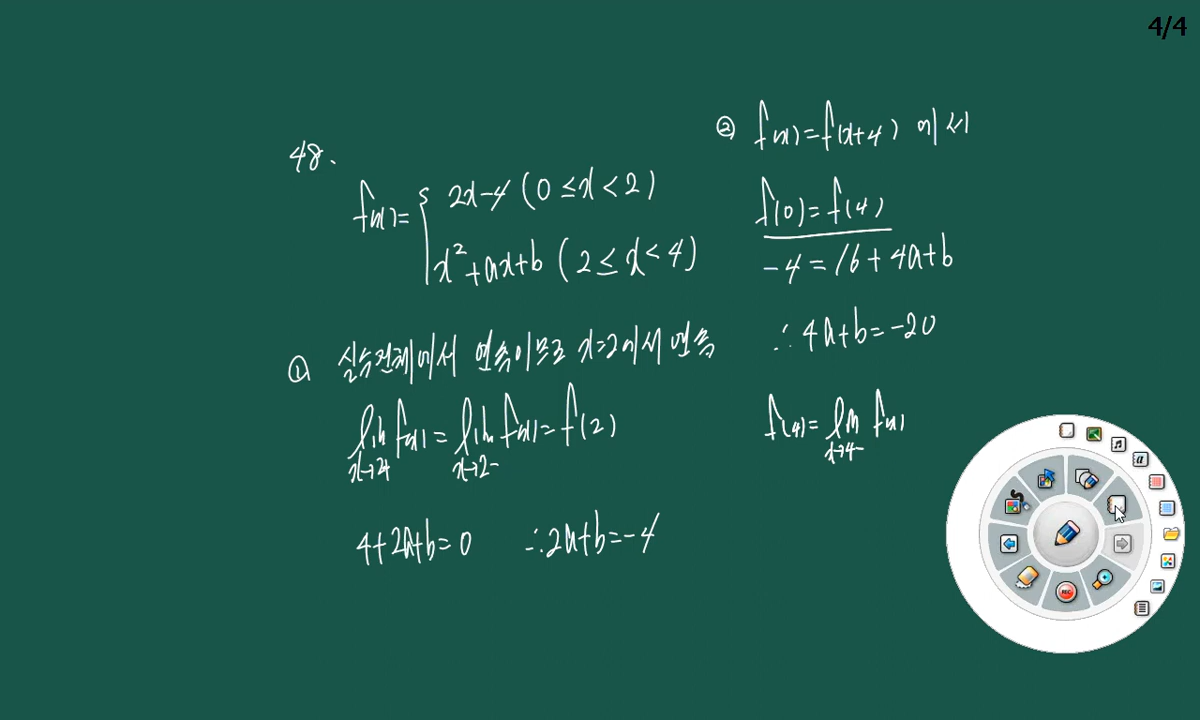 4/4
48.
f(x)= { 2x-4 (0≤x<2)
x²+ax+b (2≤x<4)
① 실수전체에서 연속이므로 x=2에서 연속
lim x→2+ f(x) = lim x→2- f(x) = f(2)
4+2a+b=0 ∴2a+b=-4
② f(x)=f(x+4) 에서
f(0)=f(4)
-4=16+4a+b
∴4a+b=-20
f(4)= lim x→4- f(x)
REC